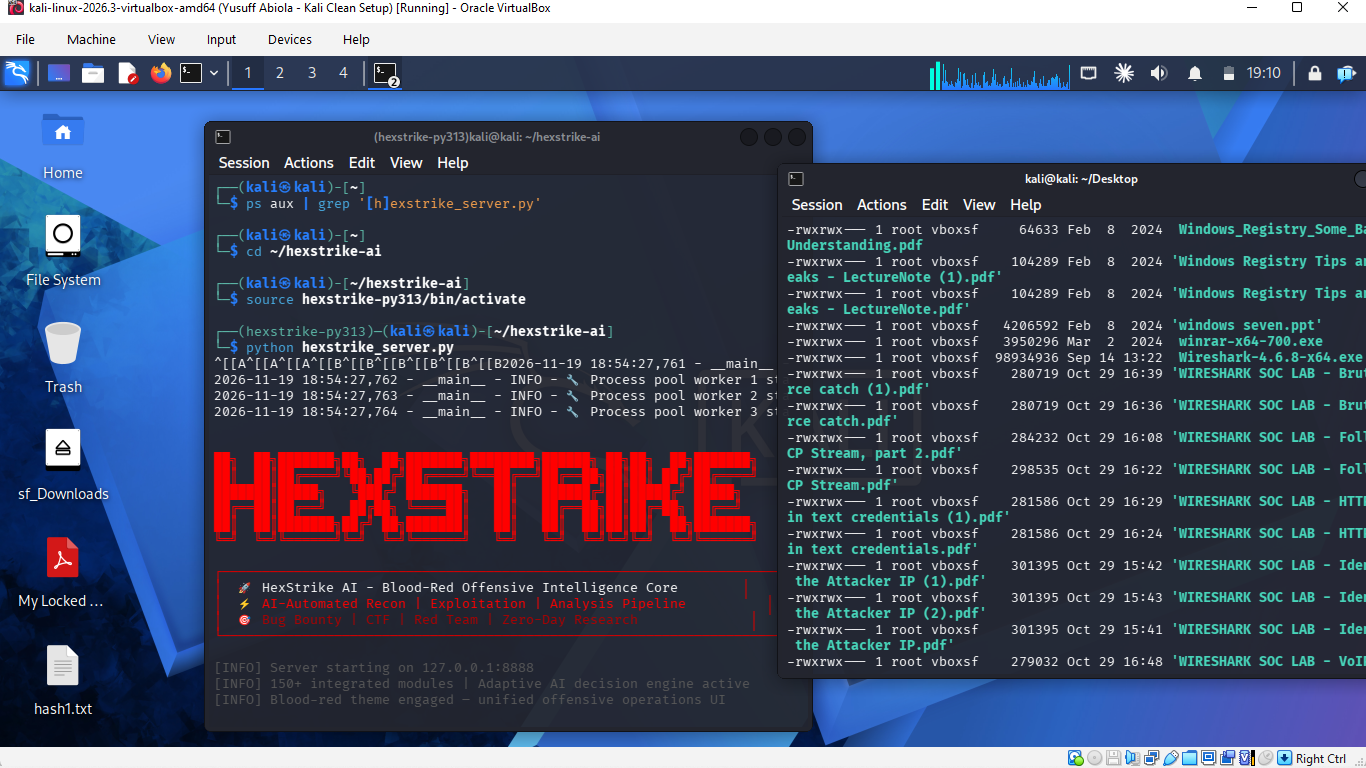 kali-linux-2026.3-virtualbox-amd64 (Yusuff Abiola - Kali Clean Setup) [Running] - Oracle VirtualBox
File Machine View Input Devices Help
1 2 3 4 2 19:10
Home
File System
Trash
sf_Downloads
My Locked ...
hash1.txt
(hexstrike-py313)kali@kali: ~/hexstrike-ai
Session Actions Edit View Help
┌──(kali㉿kali)-[~]
└─$ ps aux | grep '[h]exstrike_server.py'
┌──(kali㉿kali)-[~]
└─$ cd ~/hexstrike-ai
┌──(kali㉿kali)-[~/hexstrike-ai]
└─$ source hexstrike-py313/bin/activate
┌──(hexstrike-py313)─(kali㉿kali)-[~/hexstrike-ai]
└─$ python hexstrike_server.py
^[[A^[[A^[[A^[[B^[[B^[[B^[[B^[[B^[[B2026-11-19 18:54:27,761 - __main__
2026-11-19 18:54:27,762 - __main__ - INFO - 🔧 Process pool worker 1 st
2026-11-19 18:54:27,763 - __main__ - INFO - 🔧 Process pool worker 2 st
2026-11-19 18:54:27,764 - __main__ - INFO - 🔧 Process pool worker 3 st
HEXSTRIKE
🚀 HexStrike AI - Blood-Red Offensive Intelligence Core
⚡ AI-Automated Recon | Exploitation | Analysis Pipeline
🎯 Bug Bounty | CTF | Red Team | Zero-Day Research
[INFO] Server starting on 127.0.0.1:8888
[INFO] 150+ integrated modules | Adaptive AI decision engine active
[INFO] Blood-red theme engaged — unified offensive operations UI
kali@kali: ~/Desktop
Session Actions Edit View Help
-rwxrwx--- 1 root vboxsf 64633 Feb 8 2024 Windows_Registry_Some_Ba
Understanding.pdf
-rwxrwx--- 1 root vboxsf 104289 Feb 8 2024 'Windows Registry Tips an
eaks - LectureNote (1).pdf'
-rwxrwx--- 1 root vboxsf 104289 Feb 8 2024 'Windows Registry Tips an
eaks - LectureNote.pdf'
-rwxrwx--- 1 root vboxsf 4206592 Feb 8 2024 'windows seven.ppt'
-rwxrwx--- 1 root vboxsf 3950296 Mar 2 2024 winrar-x64-700.exe
-rwxrwx--- 1 root vboxsf 98934936 Sep 14 13:22 Wireshark-4.6.8-x64.exe
-rwxrwx--- 1 root vboxsf 280719 Oct 29 16:39 'WIRESHARK SOC LAB - Brut
rce catch (1).pdf'
-rwxrwx--- 1 root vboxsf 280719 Oct 29 16:36 'WIRESHARK SOC LAB - Brut
rce catch.pdf'
-rwxrwx--- 1 root vboxsf 284232 Oct 29 16:08 'WIRESHARK SOC LAB - Foll
CP Stream, part 2.pdf'
-rwxrwx--- 1 root vboxsf 298535 Oct 29 16:22 'WIRESHARK SOC LAB - Foll
CP Stream.pdf'
-rwxrwx--- 1 root vboxsf 281586 Oct 29 16:29 'WIRESHARK SOC LAB - HTTP
in text credentials (1).pdf'
-rwxrwx--- 1 root vboxsf 281586 Oct 29 16:24 'WIRESHARK SOC LAB - HTTP
in text credentials.pdf'
-rwxrwx--- 1 root vboxsf 301395 Oct 29 15:42 'WIRESHARK SOC LAB - Iden
the Attacker IP (1).pdf'
-rwxrwx--- 1 root vboxsf 301395 Oct 29 15:43 'WIRESHARK SOC LAB - Iden
the Attacker IP (2).pdf'
-rwxrwx--- 1 root vboxsf 301395 Oct 29 15:41 'WIRESHARK SOC LAB - Iden
the Attacker IP.pdf'
-rwxrwx--- 1 root vboxsf 279032 Oct 29 16:48 'WIRESHARK SOC LAB - VoIP
Right Ctrl